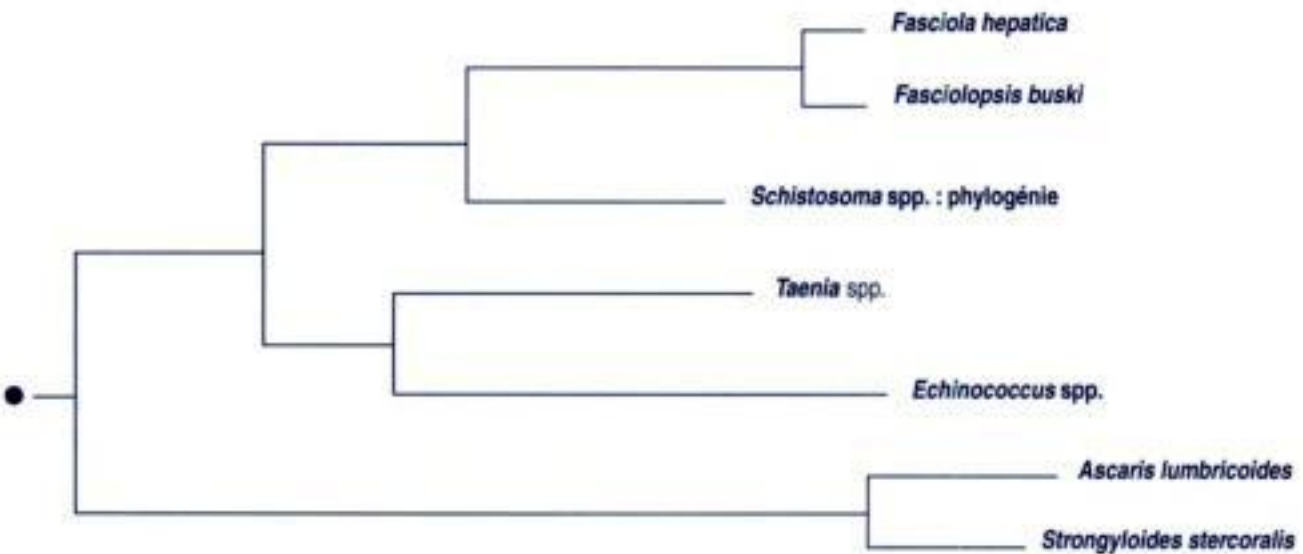 Fasciola hepatica
Fasciolopsis buski
Schistosoma spp. : phylogénie
Taenia spp.
Echinococcus spp.
Ascaris lumbricoides
Strongyloides stercoralis